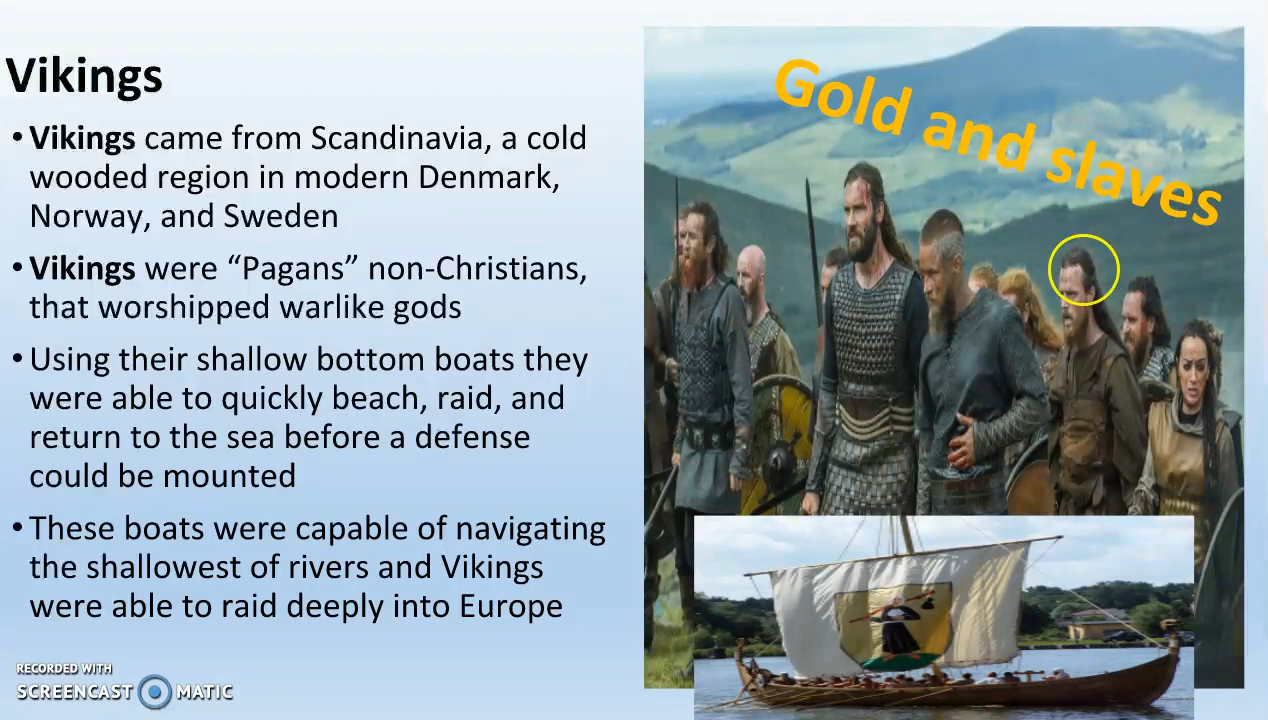 Vikings
• Vikings came from Scandinavia, a cold
wooded region in modern Denmark,
Norway, and Sweden
• Vikings were “Pagans” non-Christians,
that worshipped warlike gods
• Using their shallow bottom boats they
were able to quickly beach, raid, and
return to the sea before a defense
could be mounted
• These boats were capable of navigating
the shallowest of rivers and Vikings
were able to raid deeply into Europe
Gold and slaves
RECORDED WITH
SCREENCAST MATIC